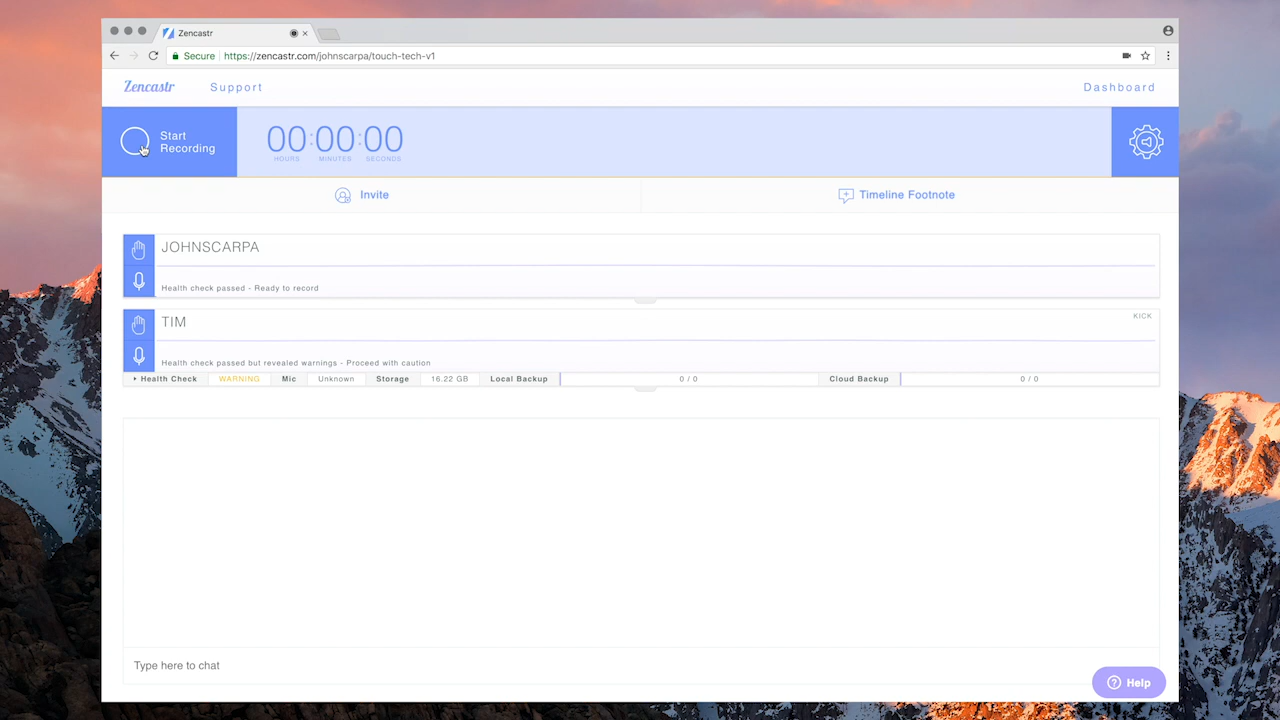 Zencastr
Secure
https://zencastr.com/johnscarpa/touch-tech-v1
Zencastr
Support
Dashboard
Start
Recording
00:00:00
HOURS MINUTES SECONDS
Invite
Timeline Footnote
JOHNSCARPA
Health check passed - Ready to record
TIM
KICK
Health check passed but revealed warnings - Proceed with caution
Health Check WARNING Mic Unknown Storage 16.22 GB Local Backup 0 / 0 Cloud Backup 0 / 0
Type here to chat
Help